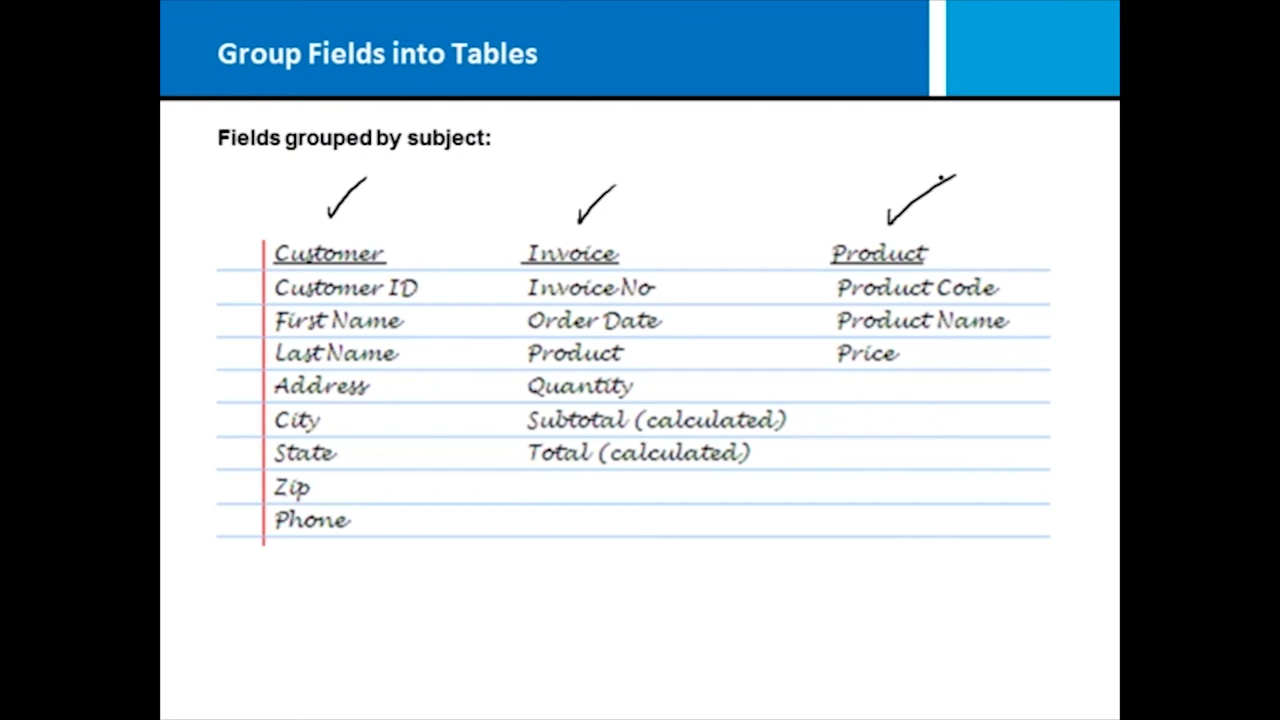 Group Fields into Tables
Fields grouped by subject:
Customer Invoice Product
Customer ID Invoice No Product Code
First Name Order Date Product Name
Last Name Product Price
Address Quantity
City Subtotal (calculated)
State Total (calculated)
Zip
Phone